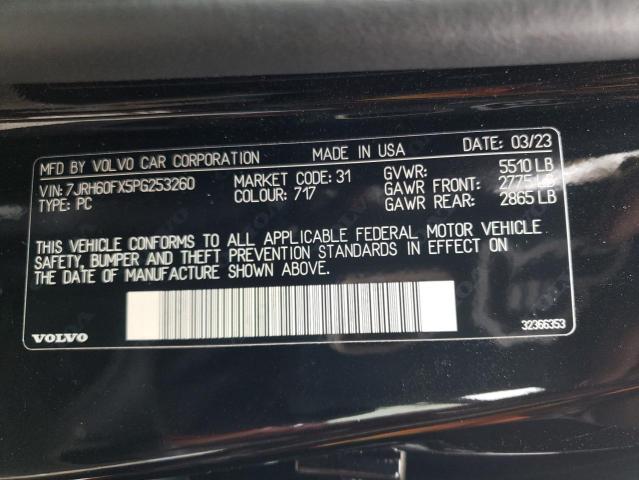 MFD BY VOLVO CAR CORPORATION MADE IN USA DATE: 03/23
VIN: 7JRH60FX5PG253260 MARKET CODE: 31 GVWR: 5510 LB
TYPE: PC COLOUR: 717 GAWR FRONT: 2775 LB
GAWR REAR: 2865 LB
THIS VEHICLE CONFORMS TO ALL APPLICABLE FEDERAL MOTOR VEHICLE
SAFETY, BUMPER AND THEFT PREVENTION STANDARDS IN EFFECT ON
THE DATE OF MANUFACTURE SHOWN ABOVE.
VOLVO 32366353